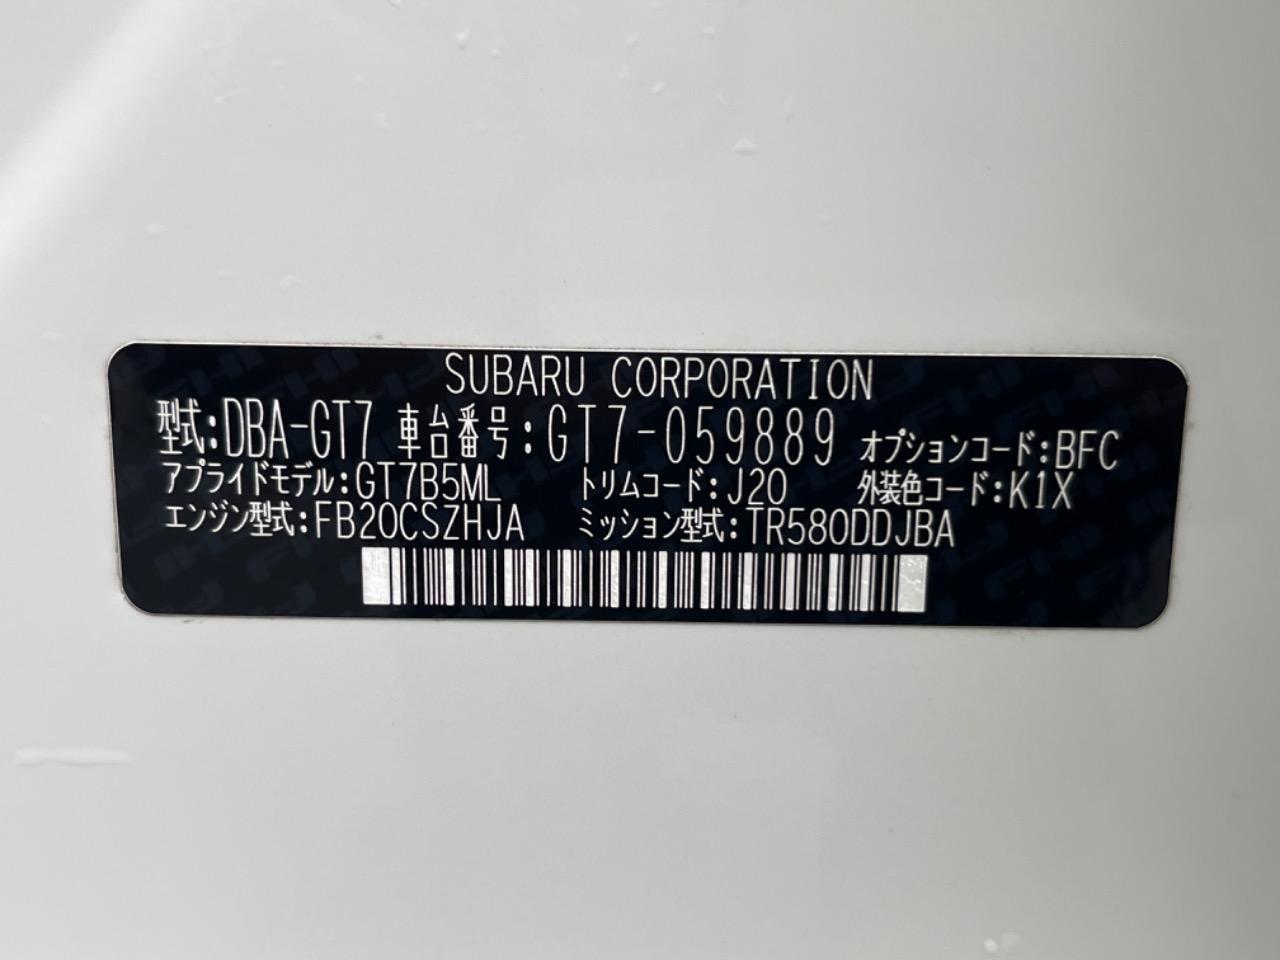 SUBARU CORPORATION
型式:DBA-GT7 車台番号:GT7-059889 オプションコード:BFC
アプライドモデル:GT7B5ML トリムコード:J20 外装色コード:K1X
エンジン型式:FB20CSZHJA ミッション型式:TR580DDJBA